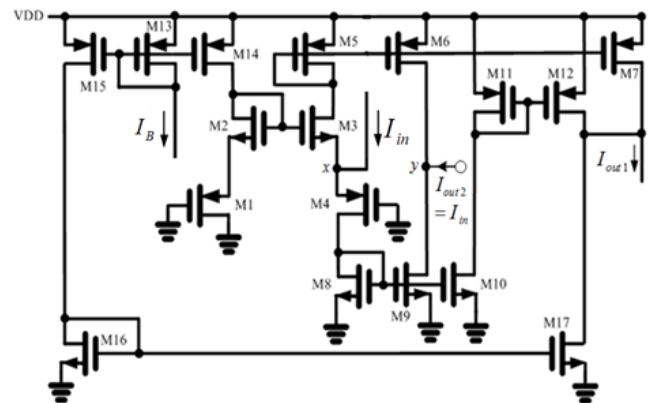 VDD
M13
M14
M5
M6
M15
M11
M12
M7
I_B
M2
M3
I_in
x
y
I_out1
I_out2
= I_in
M1
M4
M8
M9
M10
M16
M17